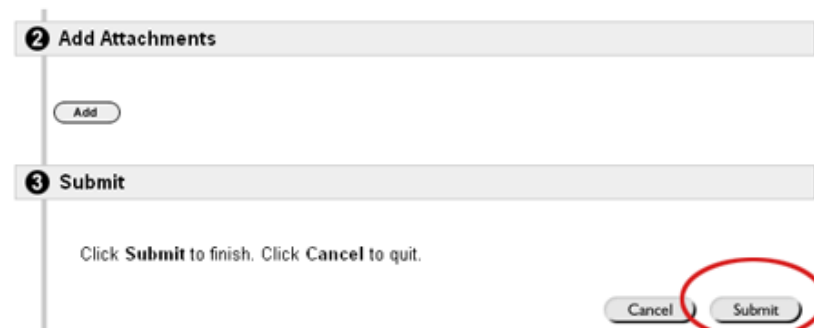 2 Add Attachments
Add
3 Submit
Click Submit to finish. Click Cancel to quit.
Cancel Submit